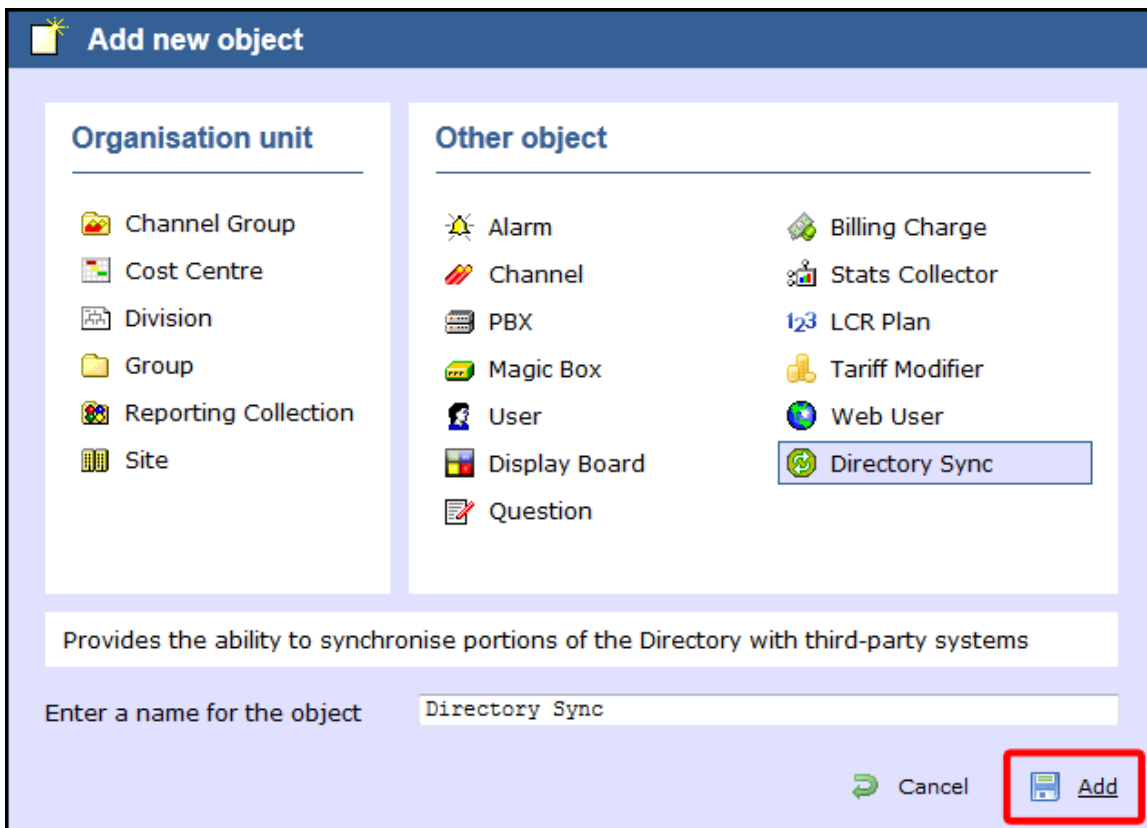 Add new object
Organisation unit
Channel Group
Cost Centre
Division
Group
Reporting Collection
Site
Other object
Alarm
Channel
PBX
Magic Box
User
Display Board
Question
Billing Charge
Stats Collector
123 LCR Plan
Tariff Modifier
Web User
Directory Sync
Provides the ability to synchronise portions of the Directory with third-party systems
Enter a name for the object
Directory Sync
Cancel
Add